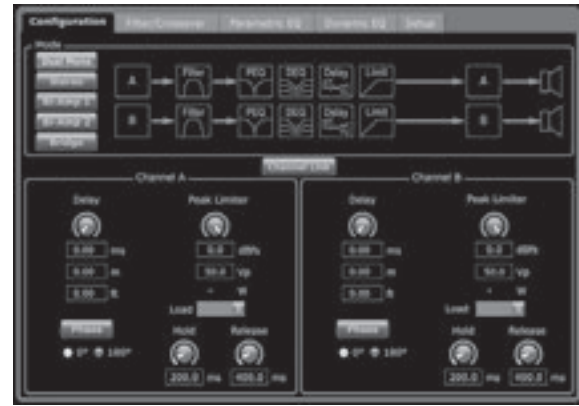 Configuration Filter/Crossover Parametric EQ Dynamic EQ Setup
Mode
Dual Mono
Stereo
Bi-Amp 1
Bi-Amp 2
Bridge
A Filter PEQ DEQ Delay Limit A
B Filter PEQ DEQ Delay Limit B
Channel Link
Channel A Channel B
Delay Peak Limiter Delay Peak Limiter
0.00 ms 0.0 dBFs 0.00 ms 0.0 dBFs
0.00 m 50.0 Vp 0.00 m 50.0 Vp
0.00 ft - W 0.00 ft - W
Load Load
Phase Hold Release Phase Hold Release
0° 180° 0° 180°
200.0 ms 400.0 ms 200.0 ms 400.0 ms